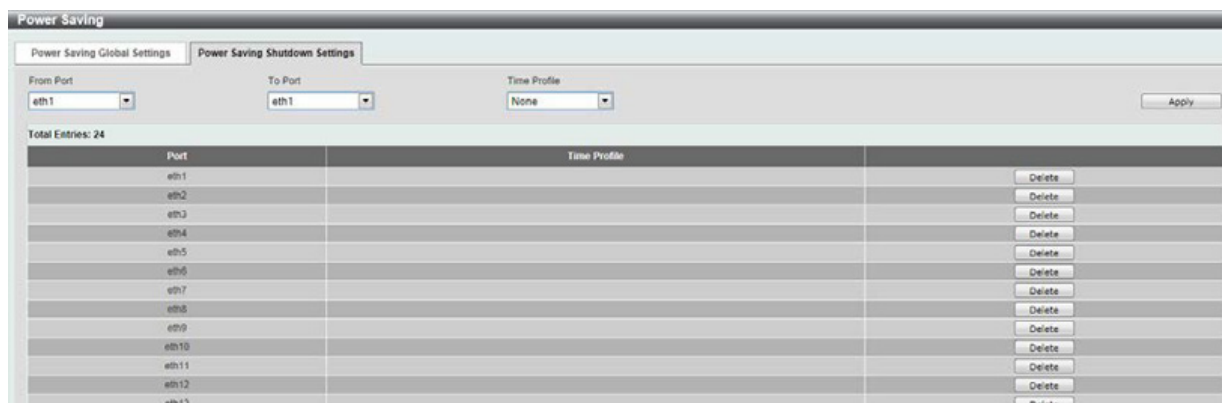 Power Saving
Power Saving Global Settings Power Saving Shutdown Settings
From Port To Port Time Profile
eth1 eth1 None Apply
Total Entries: 24
Port Time Profile
eth1 Delete
eth2 Delete
eth3 Delete
eth4 Delete
eth5 Delete
eth6 Delete
eth7 Delete
eth8 Delete
eth9 Delete
eth10 Delete
eth11 Delete
eth12 Delete